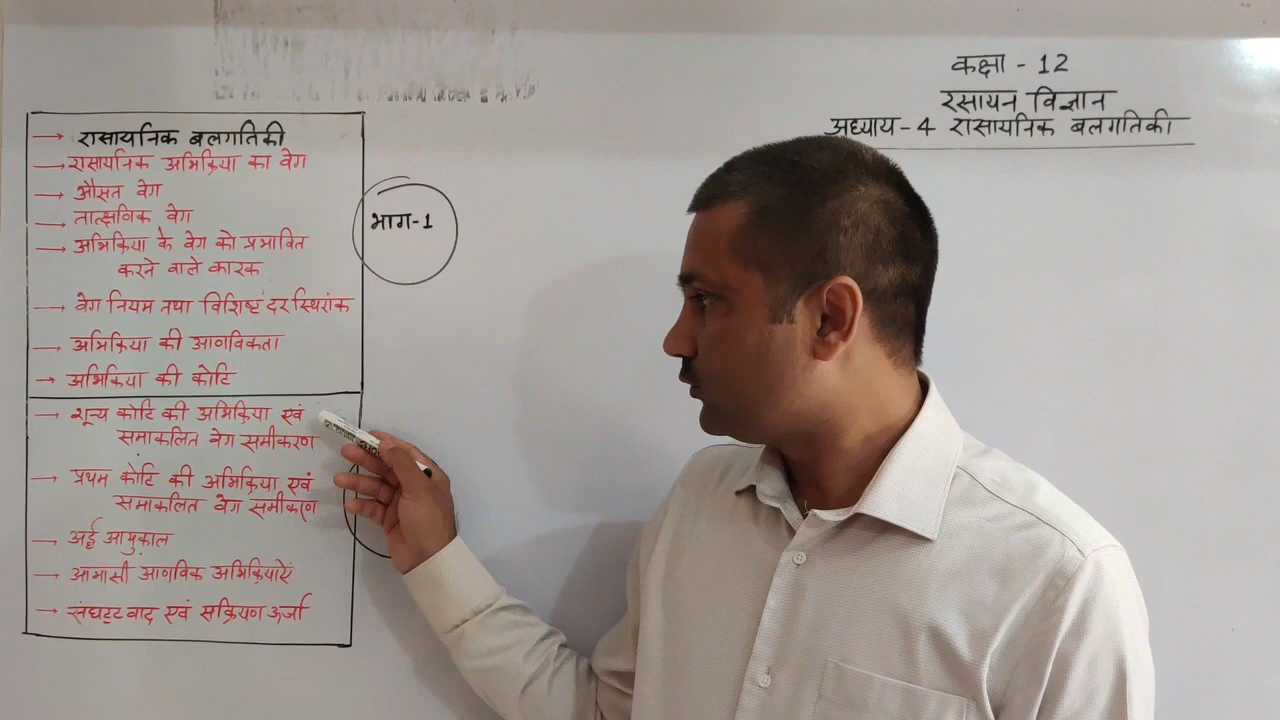 कक्षा - 12
रसायन विज्ञान
अध्याय-4 रासायनिक बलगतिकी
→ रासायनिक बलगतिकी
→ रासायनिक अभिक्रिया का वेग
→ औसत वेग
→ तात्क्षणिक वेग
→ अभिक्रिया के वेग को प्रभावित
करने वाले कारक
→ वेग नियम तथा विशिष्ट दर स्थिरांक
→ अभिक्रिया की आणविकता
→ अभिक्रिया की कोटि
भाग-1
→ शून्य कोटि की अभिक्रिया एवं
समाकलित वेग समीकरण
→ प्रथम कोटि की अभिक्रिया एवं
समाकलित वेग समीकरण
→ अर्द्ध आयुकाल
→ आभासी आणविक अभिक्रियाऐं
→ संघट्टवाद एवं सक्रियण ऊर्जा